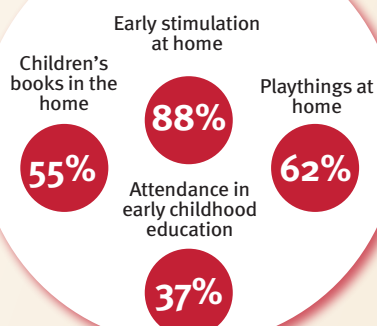 Early stimulation
at home
88%
Children’s
books in the
home
55%
Playthings at
home
62%
Attendance in
early childhood
education
37%